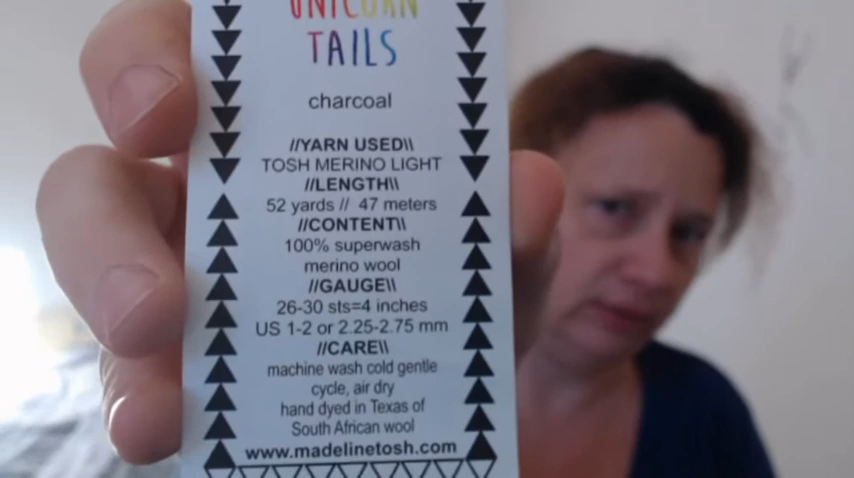 UNICORN
TAILS
charcoal
//YARN USED\\
TOSH MERINO LIGHT
//LENGTH\\
52 yards // 47 meters
//CONTENT\\
100% superwash
merino wool
//GAUGE\\
26-30 sts=4 inches
US 1-2 or 2.25-2.75 mm
//CARE\\
machine wash cold gentle
cycle, air dry
hand dyed in Texas of
South African wool
www.madelinetosh.com